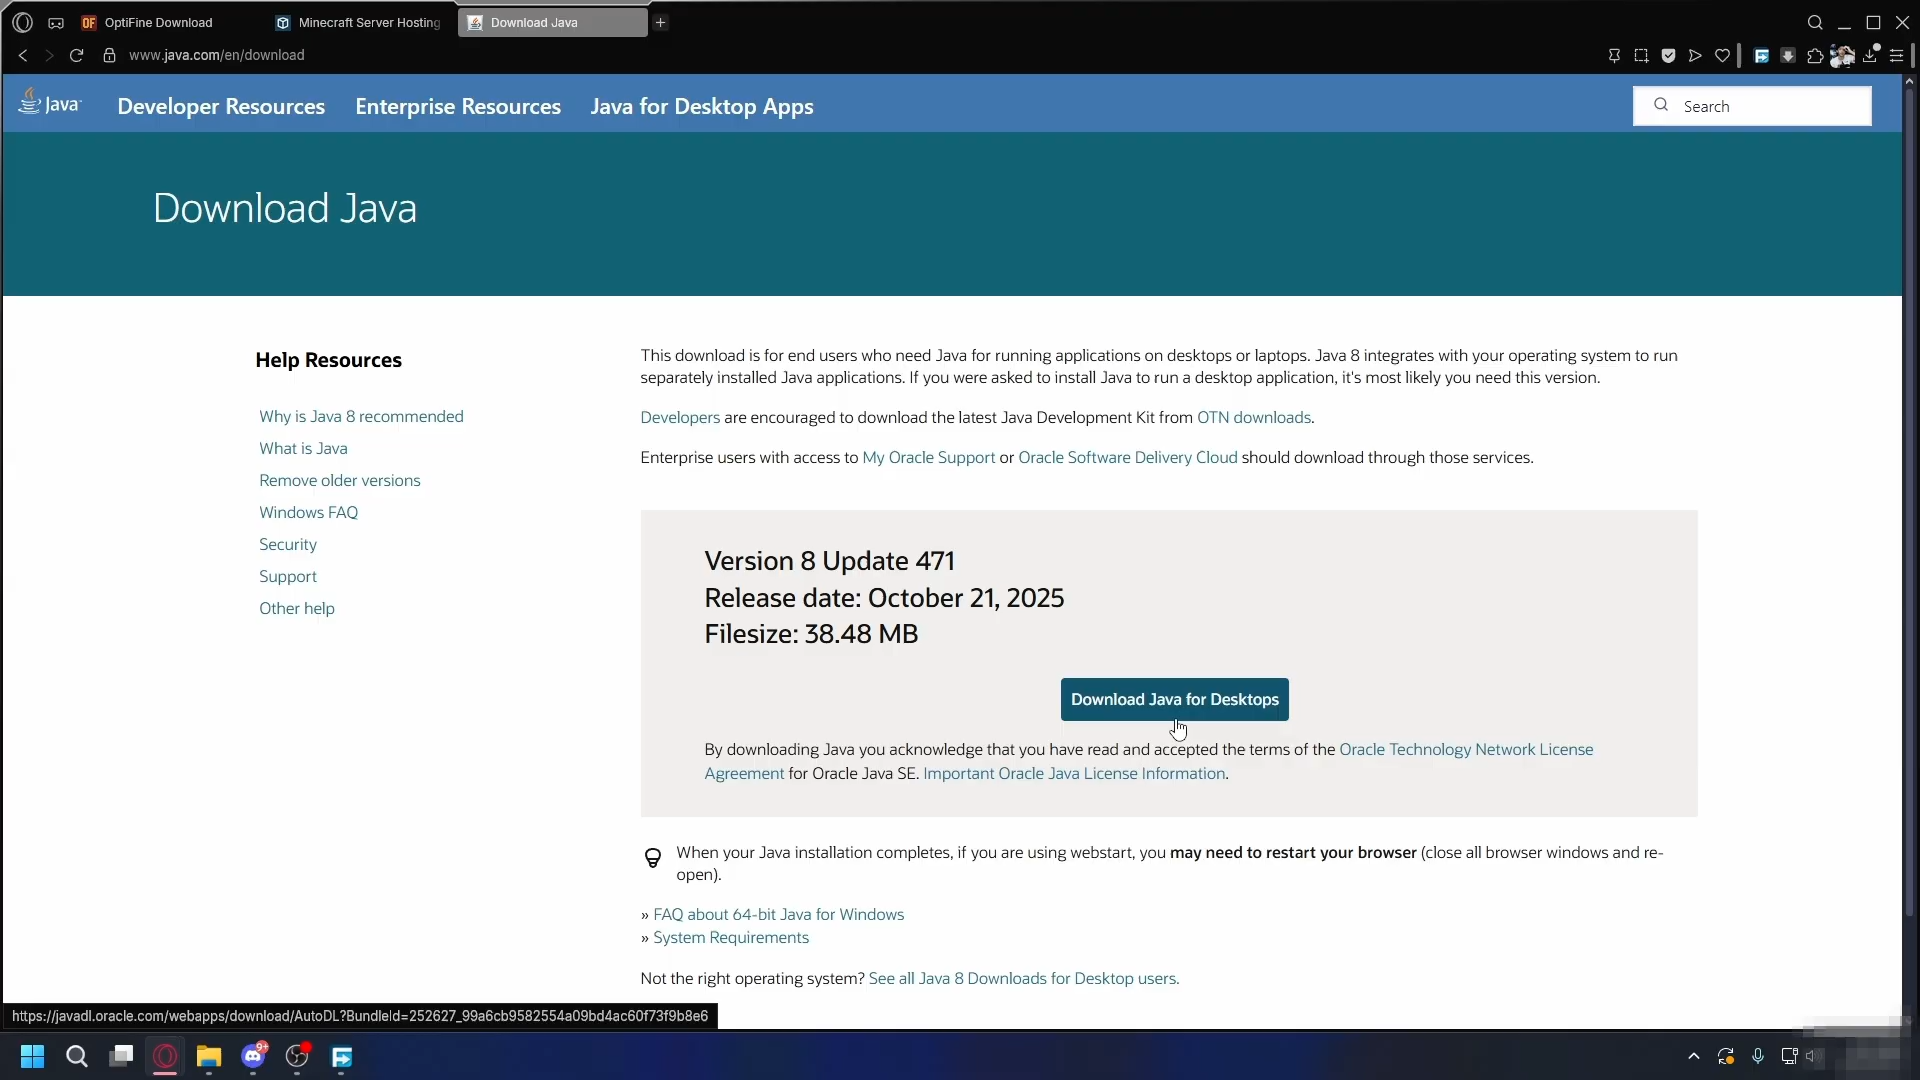 OptiFine Download
Minecraft Server Hosting
Download Java
www.java.com/en/download
Java
Developer Resources
Enterprise Resources
Java for Desktop Apps
Search
Download Java
Help Resources
Why is Java 8 recommended
What is Java
Remove older versions
Windows FAQ
Security
Support
Other help
This download is for end users who need Java for running applications on desktops or laptops. Java 8 integrates with your operating system to run
separately installed Java applications. If you were asked to install Java to run a desktop application, it's most likely you need this version.
Developers are encouraged to download the latest Java Development Kit from OTN downloads.
Enterprise users with access to My Oracle Support or Oracle Software Delivery Cloud should download through those services.
Version 8 Update 471
Release date: October 21, 2025
Filesize: 38.48 MB
Download Java for Desktops
By downloading Java you acknowledge that you have read and accepted the terms of the Oracle Technology Network License
Agreement for Oracle Java SE. Important Oracle Java License Information.
When your Java installation completes, if you are using webstart, you may need to restart your browser (close all browser windows and re-
open).
» FAQ about 64-bit Java for Windows
» System Requirements
Not the right operating system? See all Java 8 Downloads for Desktop users.
https://javadl.oracle.com/webapps/download/AutoDL?BundleId=252627_99a6cb9582554a09bd4ac60f73f9b8e6
9+